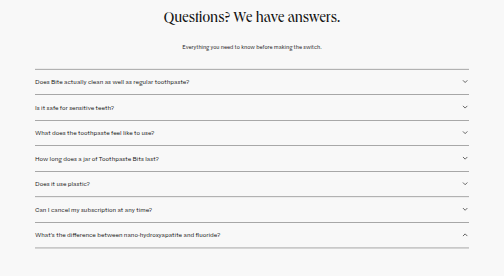 Questions? We have answers.
Everything you need to know before making the switch.
Does Bite actually clean as well as regular toothpaste?
Is it safe for sensitive teeth?
What does the toothpaste feel like to use?
How long does a jar of Toothpaste Bits last?
Does it use plastic?
Can I cancel my subscription at any time?
What's the difference between nano-hydroxyapatite and fluoride?